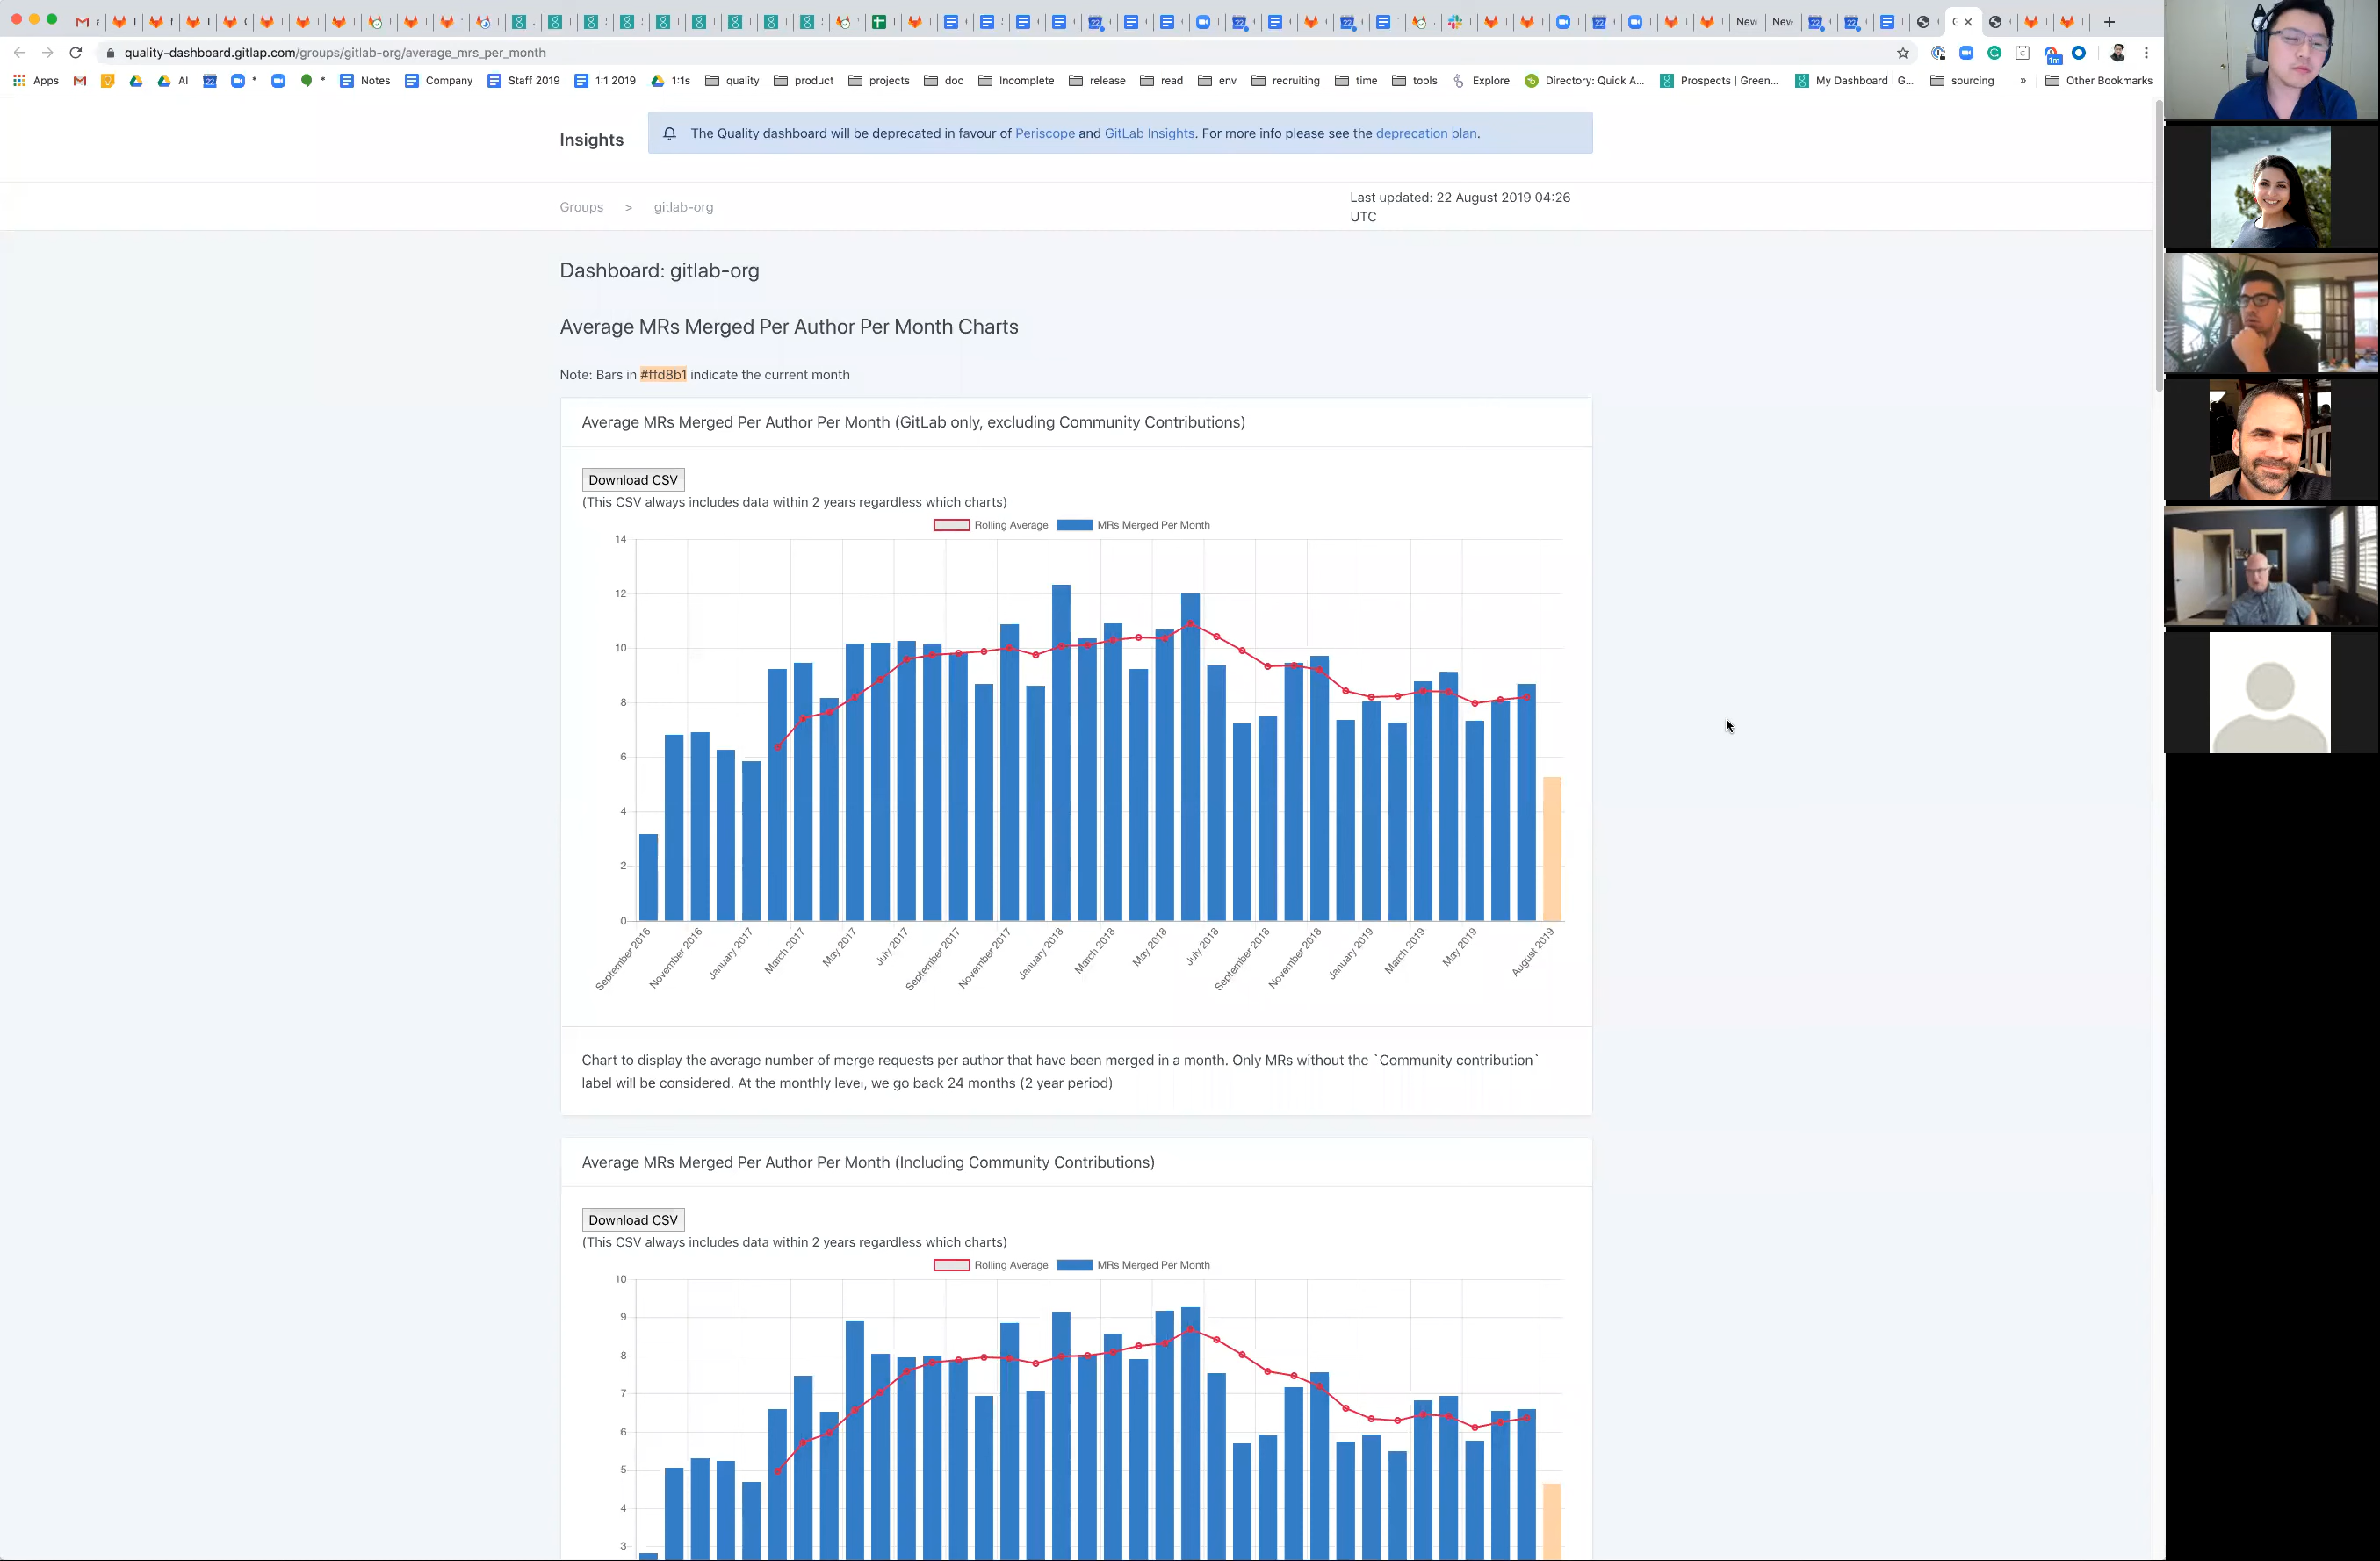 quality-dashboard.gitlap.com/groups/gitlab-org/average_mrs_per_month
Apps AI 22 * * Notes Company Staff 2019 1:1 2019 1:1s quality product projects doc Incomplete release read env recruiting time tools Explore Directory: Quick A... Prospects | Green... My Dashboard | G... sourcing » Other Bookmarks
Insights
The Quality dashboard will be deprecated in favour of Periscope and GitLab Insights. For more info please see the deprecation plan.
Groups > gitlab-org
Last updated: 22 August 2019 04:26
UTC
Dashboard: gitlab-org
Average MRs Merged Per Author Per Month Charts
Note: Bars in #ffd8b1 indicate the current month
Average MRs Merged Per Author Per Month (GitLab only, excluding Community Contributions)
Download CSV
(This CSV always includes data within 2 years regardless which charts)
Rolling Average MRs Merged Per Month
14
12
10
8
6
4
2
0
September 2016 November 2016 January 2017 March 2017 May 2017 July 2017 September 2017 November 2017 January 2018 March 2018 May 2018 July 2018 September 2018 November 2018 January 2019 March 2019 May 2019 August 2019
Chart to display the average number of merge requests per author that have been merged in a month. Only MRs without the `Community contribution`
label will be considered. At the monthly level, we go back 24 months (2 year period)
Average MRs Merged Per Author Per Month (Including Community Contributions)
Download CSV
(This CSV always includes data within 2 years regardless which charts)
Rolling Average MRs Merged Per Month
10
9
8
7
6
5
4
3